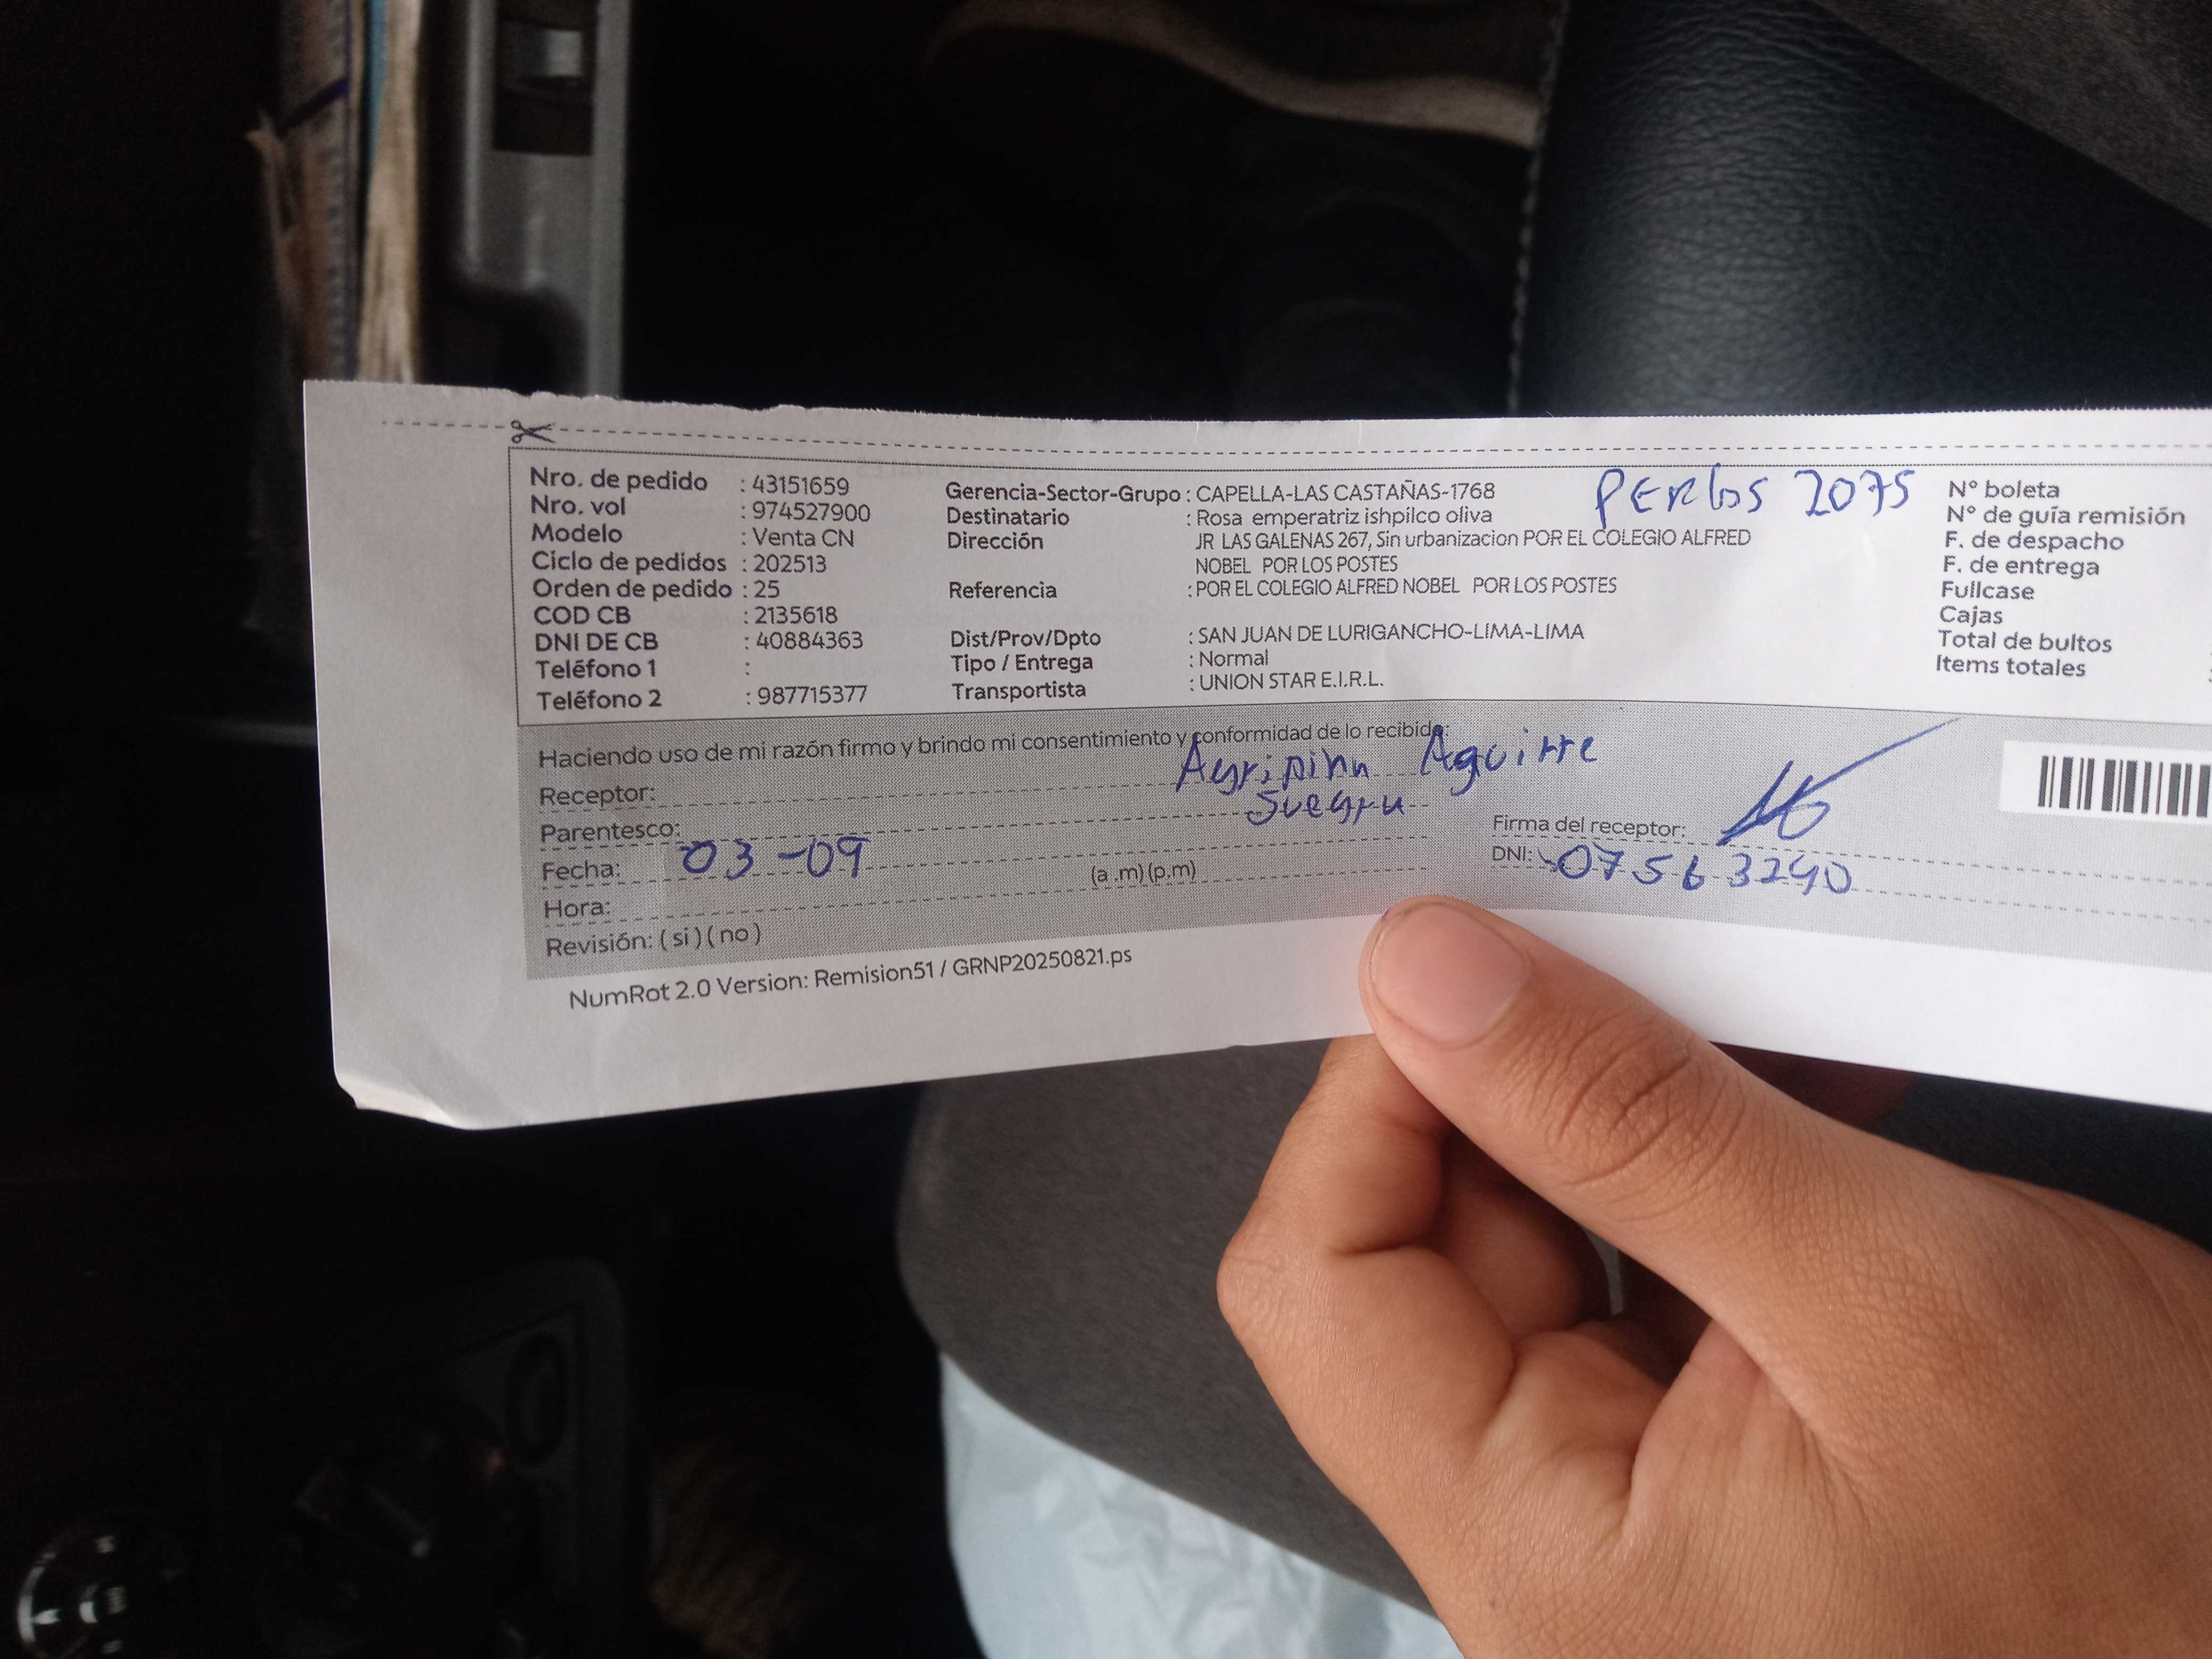 Nro. de pedido : 43151659
Nro. vol : 974527900
Modelo : Venta CN
Ciclo de pedidos : 202513
Orden de pedido : 25
COD CB : 2135618
DNI DE CB : 40884363
Teléfono 1 :
Teléfono 2 : 987715377
Gerencia-Sector-Grupo : CAPELLA-LAS CASTAÑAS-1768
Destinatario : Rosa emperatriz ishpilco oliva
Dirección JR LAS GALENAS 267, Sin urbanizacion POR EL COLEGIO ALFRED
NOBEL POR LOS POSTES
Referencia : POR EL COLEGIO ALFRED NOBEL POR LOS POSTES
Dist/Prov/Dpto : SAN JUAN DE LURIGANCHO-LIMA-LIMA
Tipo / Entrega : Normal
Transportista : UNION STAR E.I.R.L.
2075
N° boleta
N° de guía remisión
F. de despacho
F. de entrega
Fullcase
Cajas
Total de bultos
Items totales
Haciendo uso de mi razón firmo y brindo mi consentimiento y conformidad de lo recibido:
Receptor: Agripina Aguirre
Parentesco: Suegra
Fecha: 03-09
Hora: (a .m) (p.m)
Revisión: ( si ) ( no )
Firma del receptor:
DNI: 07563290
NumRot 2.0 Version: Remision51 / GRNP20250821.ps